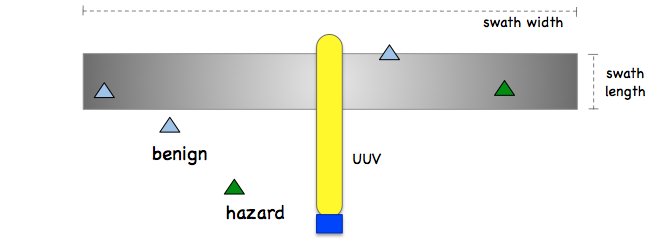 swath width
swath
length
benign
UUV
hazard